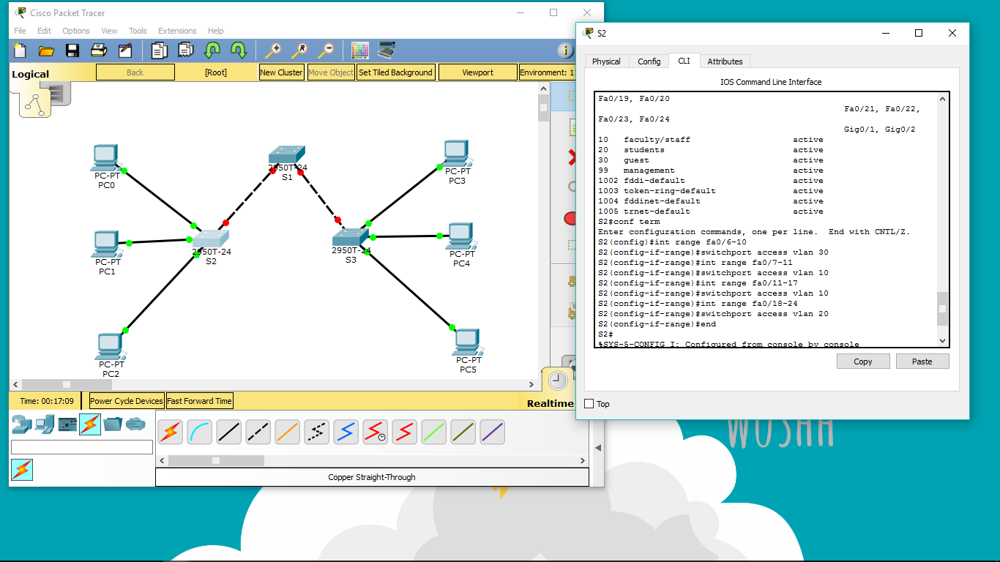 Cisco Packet Tracer
File Edit Options View Tools Extensions Help
Logical
Back
[Root]
New Cluster
Move Object
Set Tiled Background
Viewport
Environment: 1
PC-PT
PC0
PC-PT
PC1
PC-PT
PC2
2950T-24
S1
2950T-24
S2
2950T-24
S3
PC-PT
PC3
PC-PT
PC4
PC-PT
PC5
Time: 00:17:09
Power Cycle Devices
Fast Forward Time
Realtime
Copper Straight-Through
S2
Physical Config CLI Attributes
IOS Command Line Interface
Fa0/19, Fa0/20
Fa0/21, Fa0/22,
Fa0/23, Fa0/24
Gig0/1, Gig0/2
10 faculty/staff active
20 students active
30 guest active
99 management active
1002 fddi-default active
1003 token-ring-default active
1004 fddinet-default active
1005 trnet-default active
S2#conf term
Enter configuration commands, one per line. End with CNTL/Z.
S2(config)#int range fa0/6-10
S2(config-if-range)#switchport access vlan 30
S2(config-if-range)#int range fa0/7-11
S2(config-if-range)#switchport access vlan 10
S2(config-if-range)#int range fa0/11-17
S2(config-if-range)#switchport access vlan 10
S2(config-if-range)#int range fa0/18-24
S2(config-if-range)#switchport access vlan 20
S2(config-if-range)#end
S2#
%SYS-5-CONFIG_I: Configured from console by console
Copy
Paste
Top